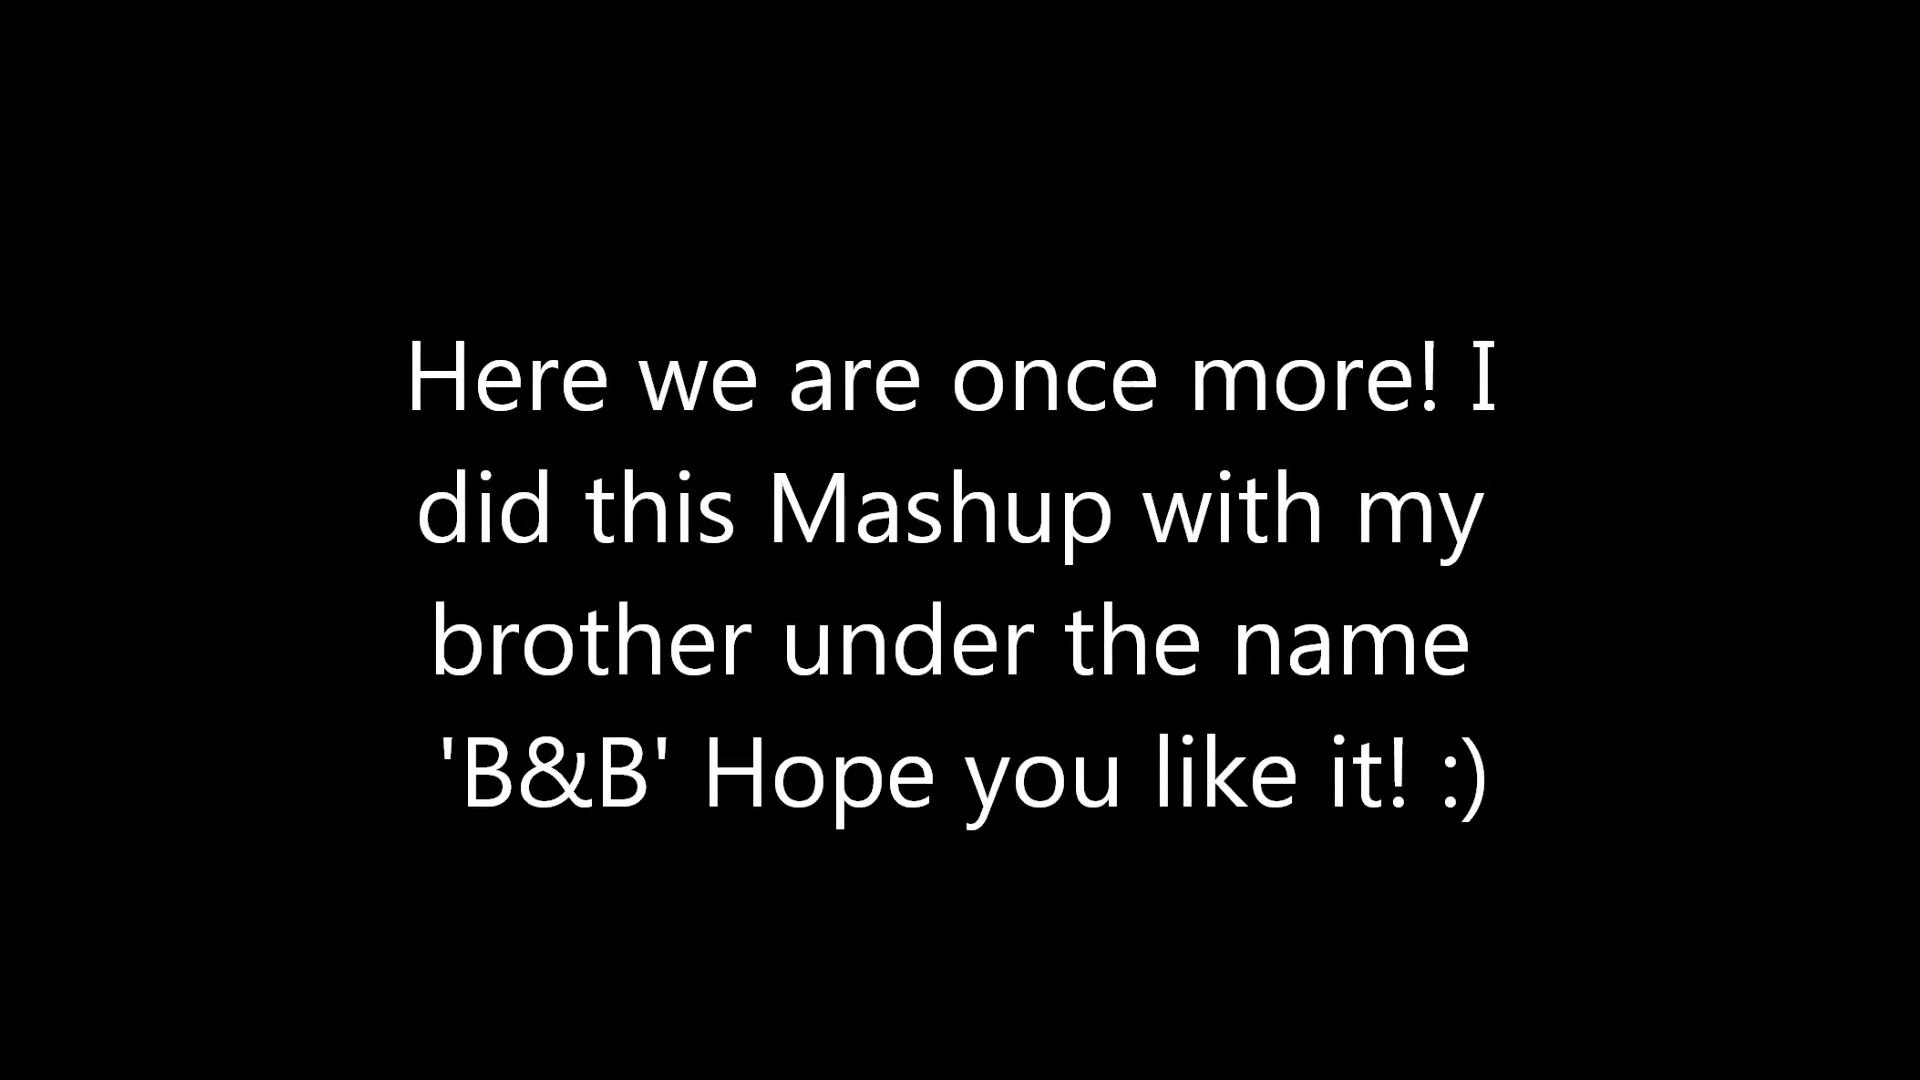 Here we are once more! I
did this Mashup with my
brother under the name
'B&B' Hope you like it! :)